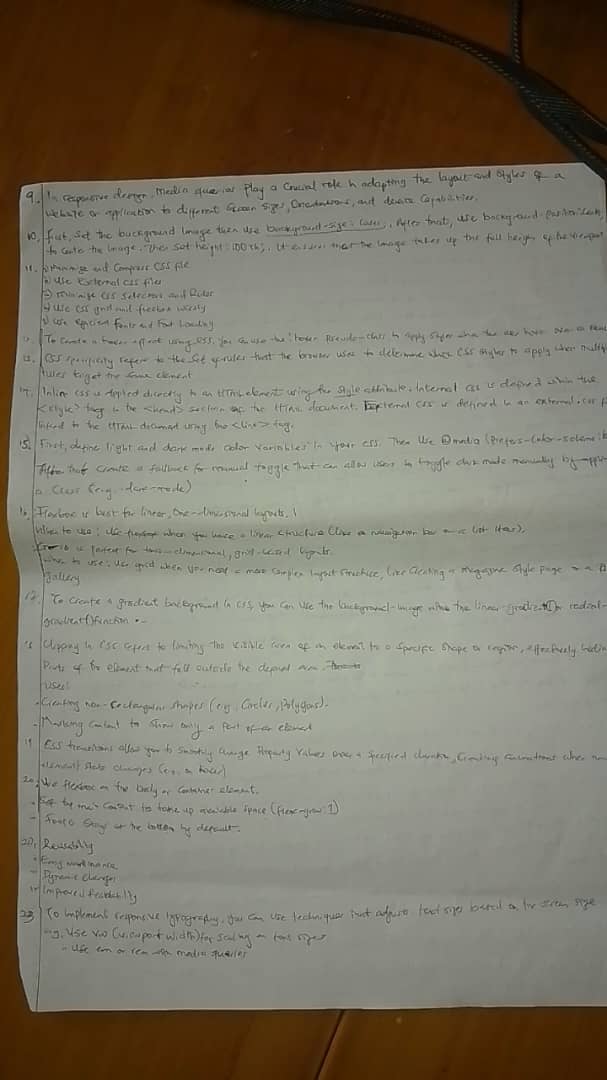 9. In responsive design, media queries play a crucial role in adapting the layout and styles of a
website or application to different screen sizes, orientations, and device capabilities.
10. first, set the background image then use background-size: cover;. After that, use background-position: center,
to center the image. Then set height: 100vh;. It ensures that the image takes up the full height of the viewport
11. Minimize and compress CSS file
Use External css files
Minimize CSS selectors and Rules
Use css grid and flexbox wisely
Use efficient fonts and font loading
To create a hover effect using CSS, you can use the :hover Pseudo-class to apply styles when the user hovers over an
13. CSS specificity refers to the set of rules that the browser uses to determine which CSS styles to apply when multiple
rules target the same element
14. Inline css is applied directly to an HTML element using the style attribute. Internal css is defined within the
<style> tag in the <head> section of the HTML document. External css is defined in an external .css
linked to the HTML document using the <link> tag.
15. First, define light and dark mode color variables in your css. Then Use @media (Prefers-color-scheme:
After that create a fallback for manual toggle that can allow users to toggle dark mode manually by
a class (e.g. .dark-mode)
16. Flexbox is best for linear, one-dimensional layouts.
When to use: Use flexbox when you have a linear structure (like a navigation bar or a list item).
Grid is perfect for two-dimensional, grid-based layouts.
When to use: Use grid when you need a more complex layout structure, like creating a magazine style page or a
gallery
17. To create a gradient background in CSS, you can use the background-image with the linear-gradient() or radial-
gradient() function.
18. Clipping in CSS refers to limiting the visible area of an element to a specific shape or region, effectively hiding
Parts of the element that fall outside the defined area.
Uses:
- Creating non-rectangular shapes (e.g. Circles, Polygons).
- Masking content to show only a part of an element
19. CSS transitions allow you to smoothly change Property values over a specified duration, Creating animations when
element state changes (e.g. on hover)
20. Use flexbox on the body or container element.
- Set the main content to take up available space (flex-grow: 1)
- Footer stays at the bottom by default.
Reusability
Easy maintenance
Dynamic changes
Improved Readability
To implement responsive typography, you can use techniques that adjust text sizes based on the screen size
e.g. Use vw (viewport width) for scaling font sizes
- Use em or rem with media queries